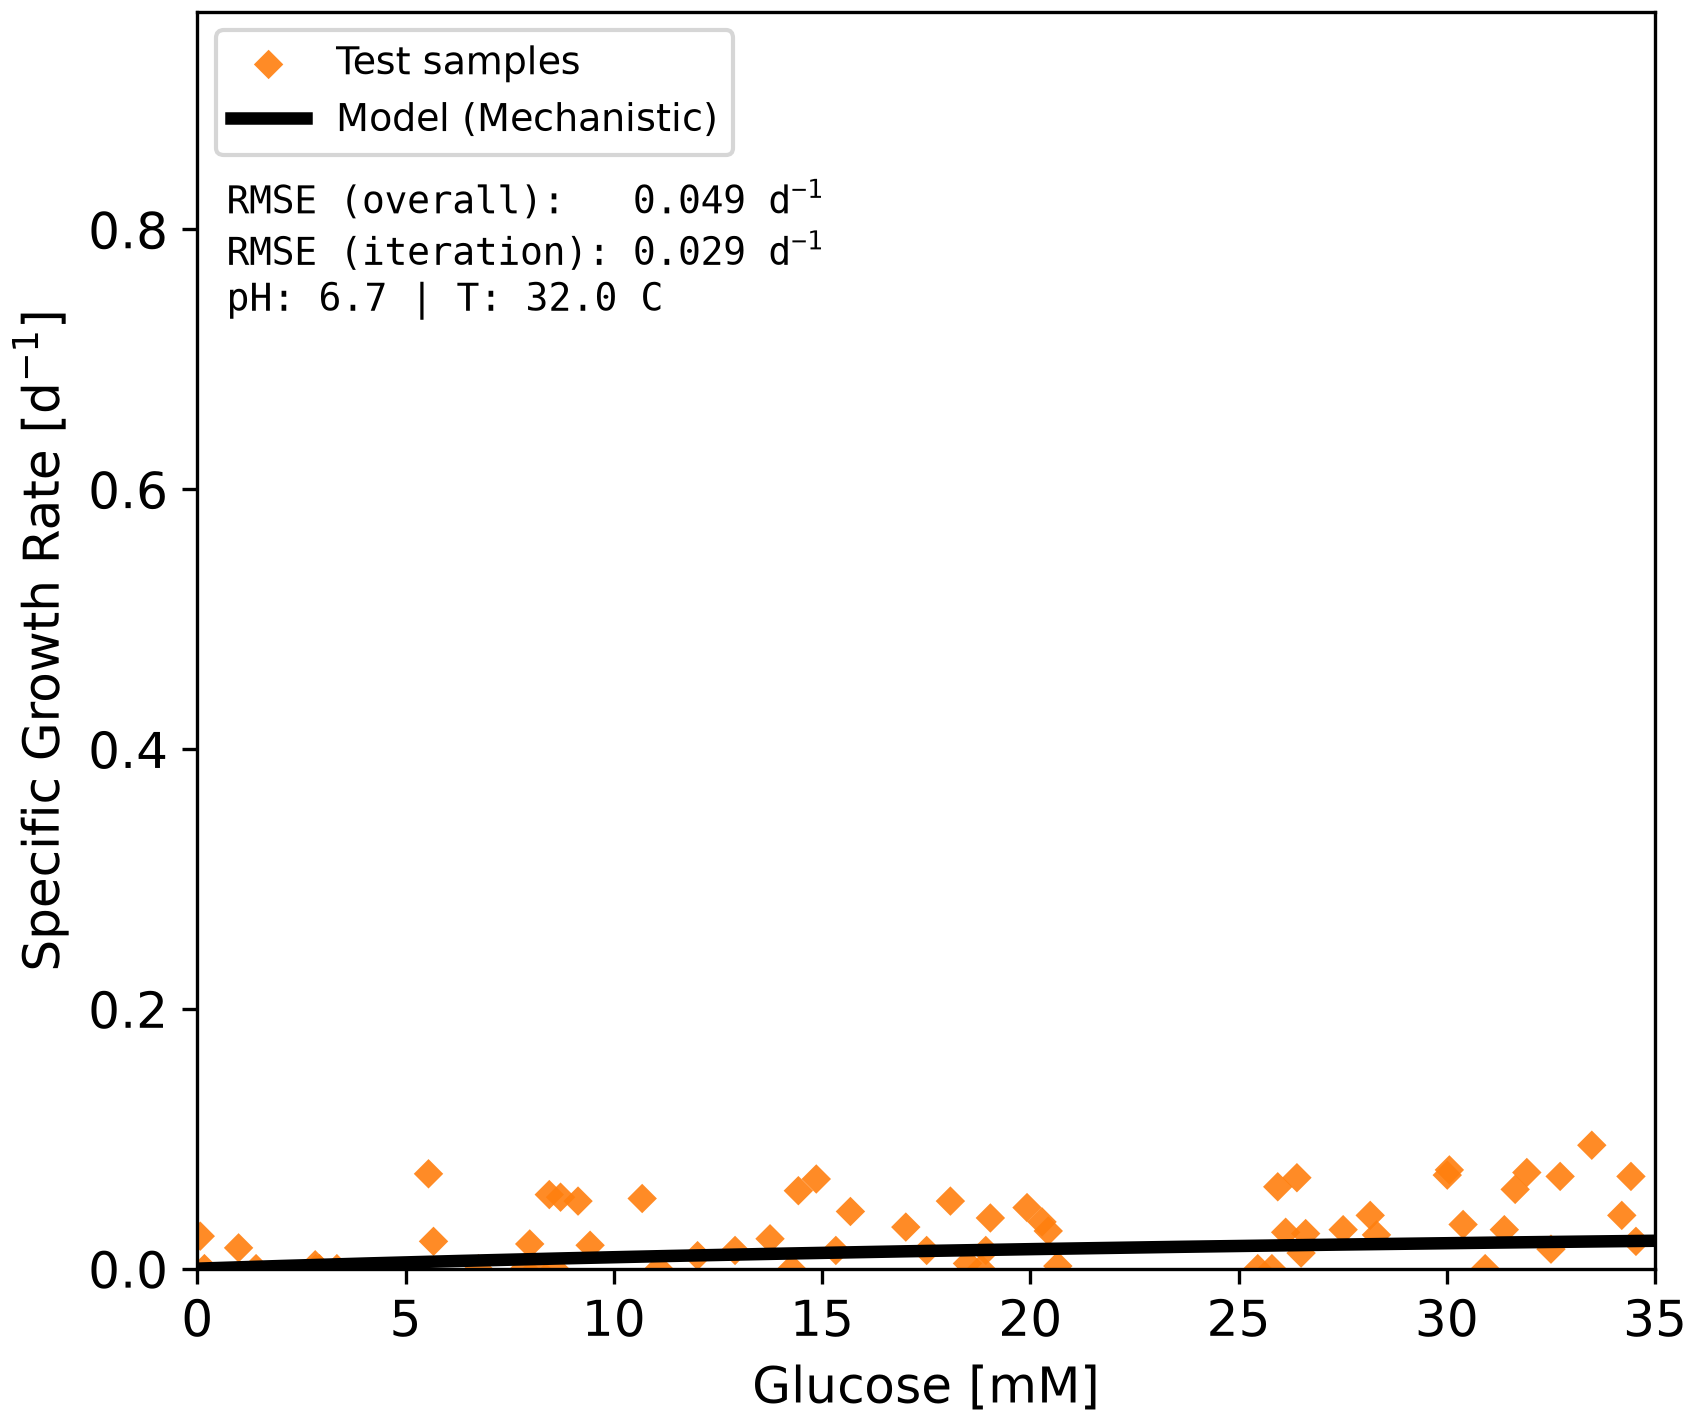 Test samples
Model (Mechanistic)
RMSE (overall):   0.049 d⁻¹
RMSE (iteration): 0.029 d⁻¹
pH: 6.7 | T: 32.0 C
Specific Growth Rate [d⁻¹]
0.8
0.6
0.4
0.2
0.0
0 5 10 15 20 25 30 35
Glucose [mM]